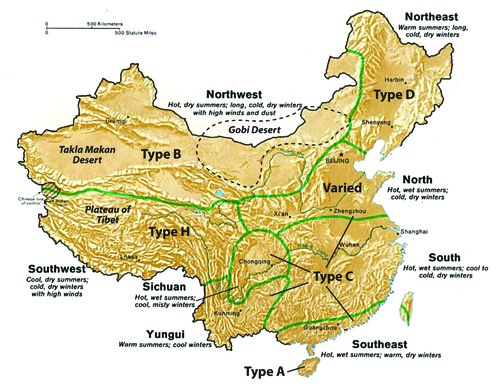 0 500 Kilometers
0 500 Statute Miles
Northeast
Warm summers; long,
cold, dry winters
Harbin
Type D
Northwest
Hot, dry summers; long, cold, dry winters
with high winds and dust
Gobi Desert
Shenyang
Urumqi
Takla Makan
Desert
Type B
BEIJING
Chinese line
of control
Indian
Varied
North
Hot, wet summers;
cold, dry winters
Plateau of
Tibet
Xi'an
Zhengzhou
Type H
Shanghai
Wuhan
Lhasa
Chongqing
South
Hot, wet summers; cool to
cold, dry winters
Southwest
Cool, dry summers;
cold, dry winters
with high winds
Type C
Sichuan
Hot, wet summers;
cool, misty winters
Kunming
Yungui
Warm summers; cool winters
Guangzhou
Southeast
Hot, wet summers; warm, dry winters
Type A